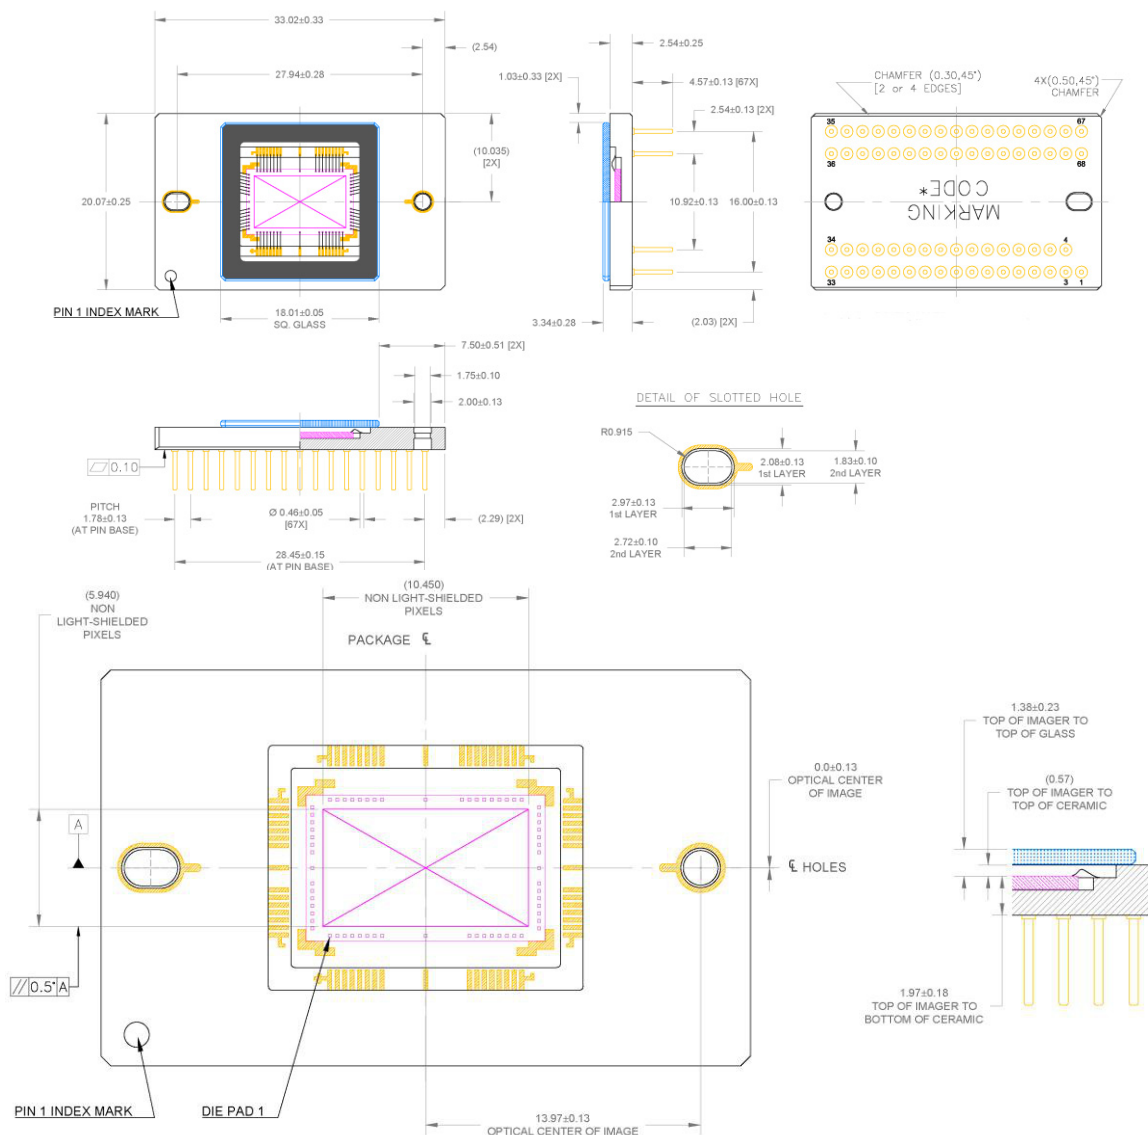 33.02±0.33
(2.54)
27.94±0.28
20.07±0.25
(10.035)
[2X]
PIN 1 INDEX MARK
18.01±0.05
SQ. GLASS
2.54±0.25
1.03±0.33 [2X]
4.57±0.13 [67X]
2.54±0.13 [2X]
10.92±0.13
16.00±0.13
3.34±0.28
(2.03) [2X]
CHAMFER (0.30,45°)
[2 or 4 EDGES]
4X(0.50,45°)
CHAMFER
35
67
36
68
MARKING
CODE*
34
4
33
3
1
7.50±0.51 [2X]
1.75±0.10
2.00±0.13
0.10
PITCH
1.78±0.13
(AT PIN BASE)
Ø 0.46±0.05
[67X]
(2.29) [2X]
28.45±0.15
(AT PIN BASE)
DETAIL OF SLOTTED HOLE
R0.915
2.08±0.13
1st LAYER
1.83±0.10
2nd LAYER
2.97±0.13
1st LAYER
2.72±0.10
2nd LAYER
(5.940)
NON
LIGHT-SHIELDED
PIXELS
(10.450)
NON LIGHT-SHIELDED
PIXELS
PACKAGE ℄
0.0±0.13
OPTICAL CENTER
OF IMAGE
A
℄ HOLES
// 0.5° A
PIN 1 INDEX MARK
DIE PAD 1
13.97±0.13
OPTICAL CENTER OF IMAGE
1.38±0.23
TOP OF IMAGER TO
TOP OF GLASS
(0.57)
TOP OF IMAGER TO
TOP OF CERAMIC
1.97±0.18
TOP OF IMAGER TO
BOTTOM OF CERAMIC